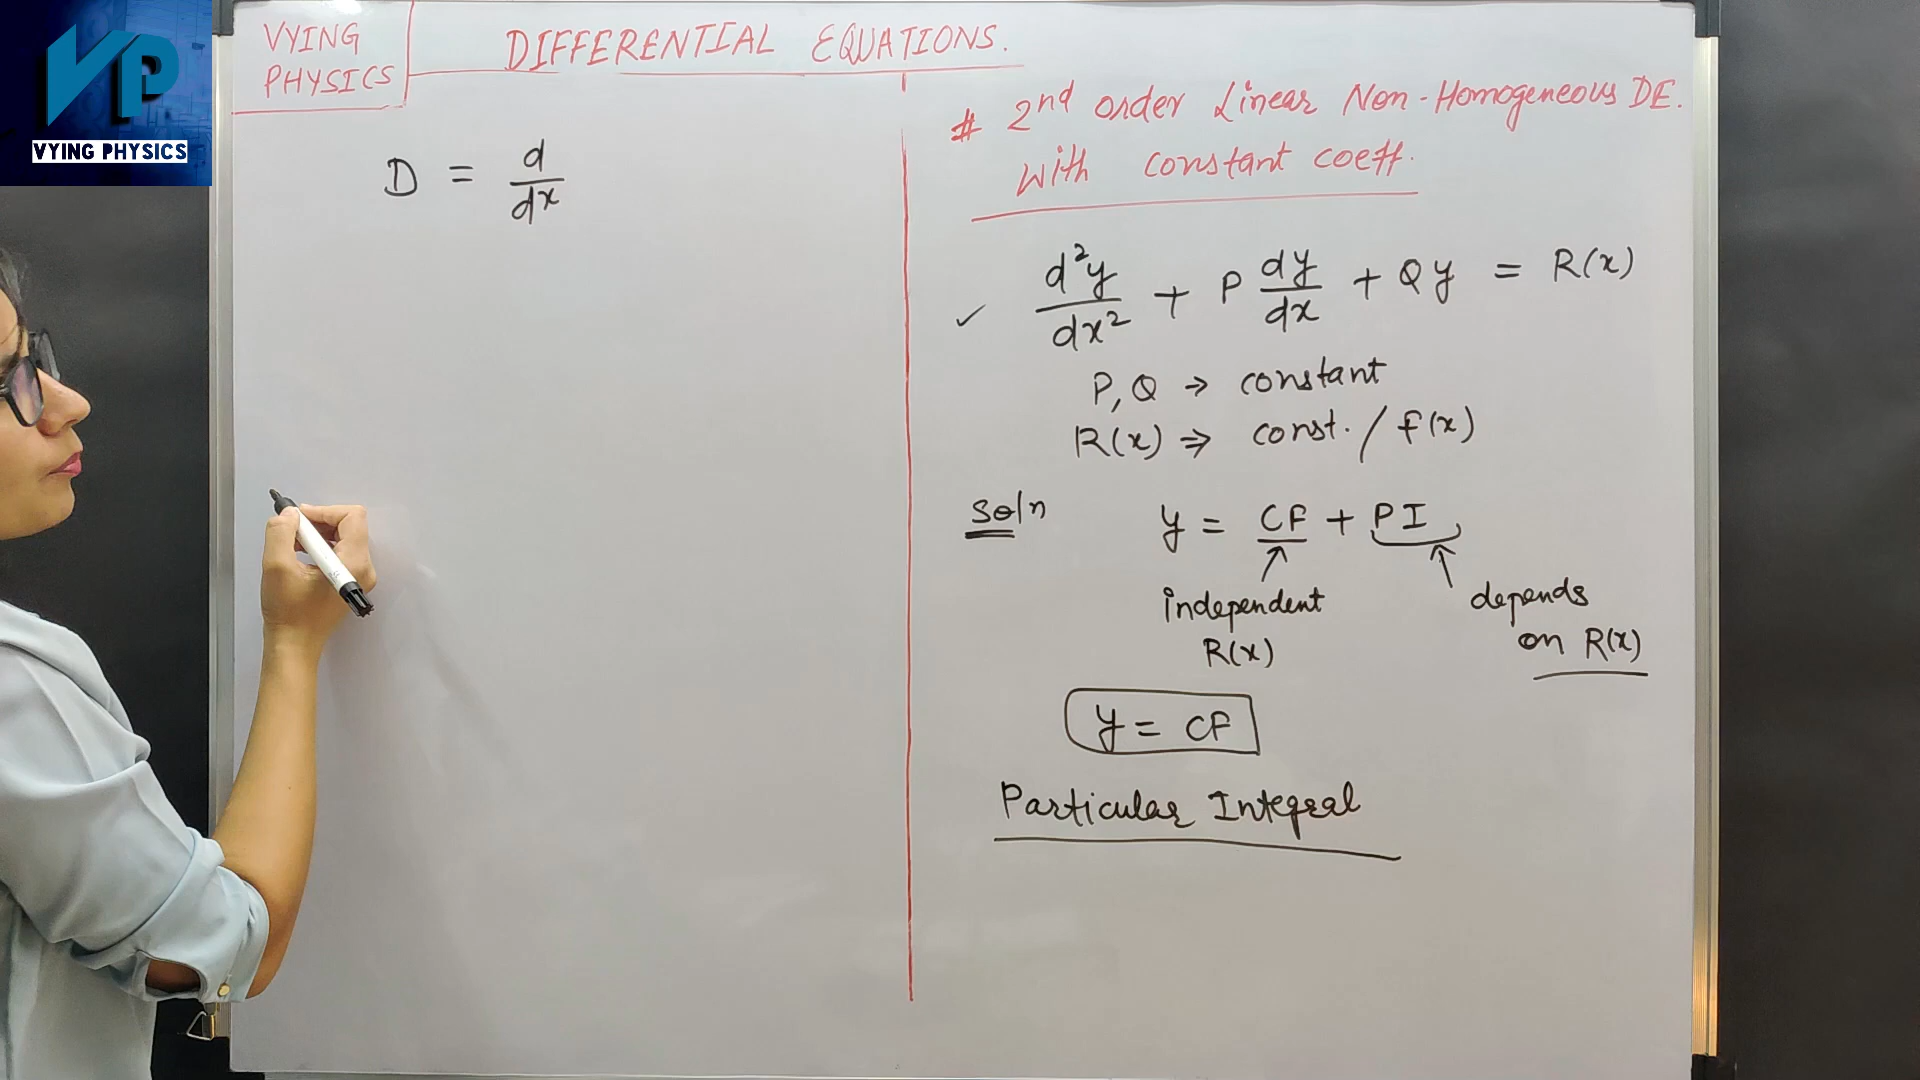 VP
VYING PHYSICS
VYING
PHYSICS
DIFFERENTIAL EQUATIONS.
D = d/dx
# 2nd order Linear Non-Homogeneous DE.
with constant coeff.
✓ d²y/dx² + P dy/dx + Qy = R(x)
P, Q → constant
R(x) ⇒ const. / f(x)
Soln y = CF + PI
independent
R(x)
depends
on R(x)
y = CF
Particular Integral